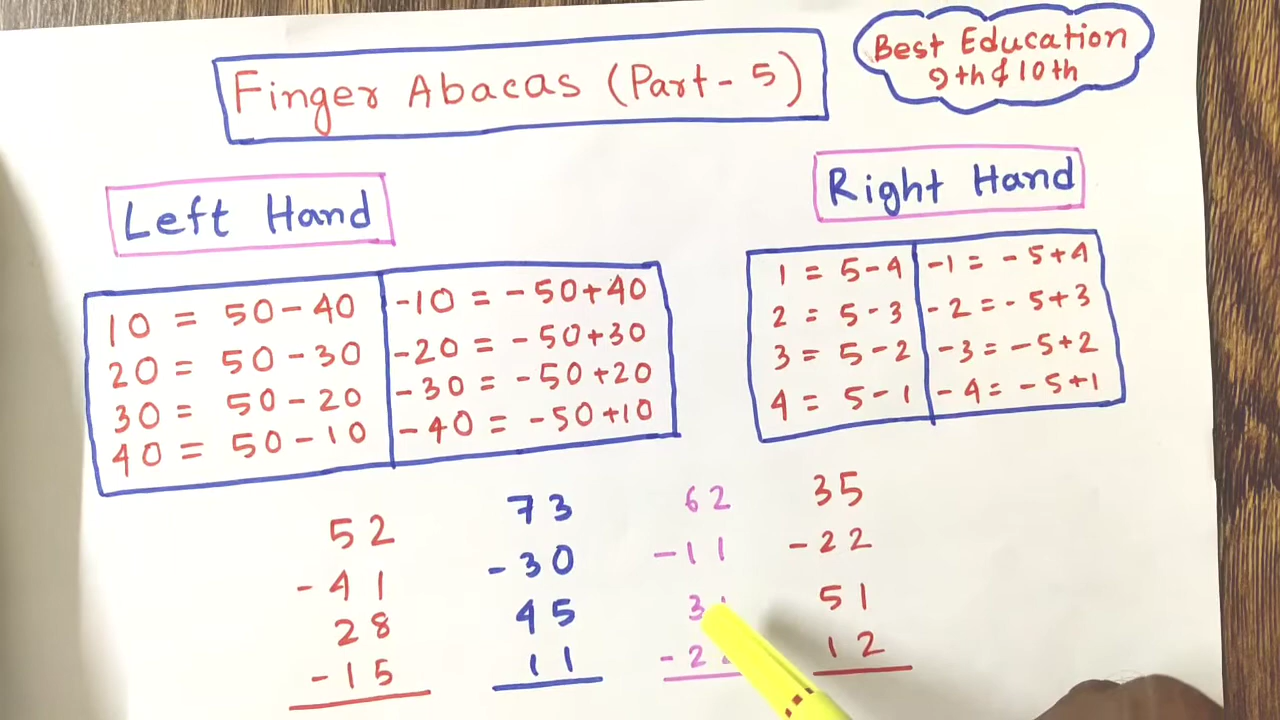 Finger Abacas (Part-5)
Best Education
9th & 10th
Left Hand
10 = 50-40
20 = 50-30
30 = 50-20
40 = 50-10
-10 = -50+40
-20 = -50+30
-30 = -50+20
-40 = -50+10
Right Hand
1 = 5-4
2 = 5-3
3 = 5-2
4 = 5-1
-1 = -5+4
-2 = -5+3
-3 = -5+2
-4 = -5+1
52
-41
28
-15
73
-30
45
11
62
-11
35
-22
51
12